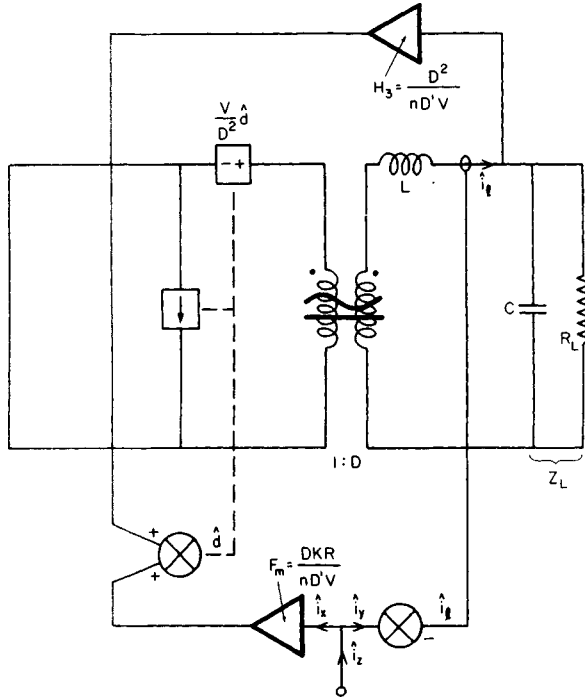 H₃ = D² / nD'V
V/D² d̂
− +
L
î_ℓ
C
R_L
1:D
Z_L
+
d̂
+
F_m = DKR / nD'V
î_x
î_y
î_ℓ
−
î_z